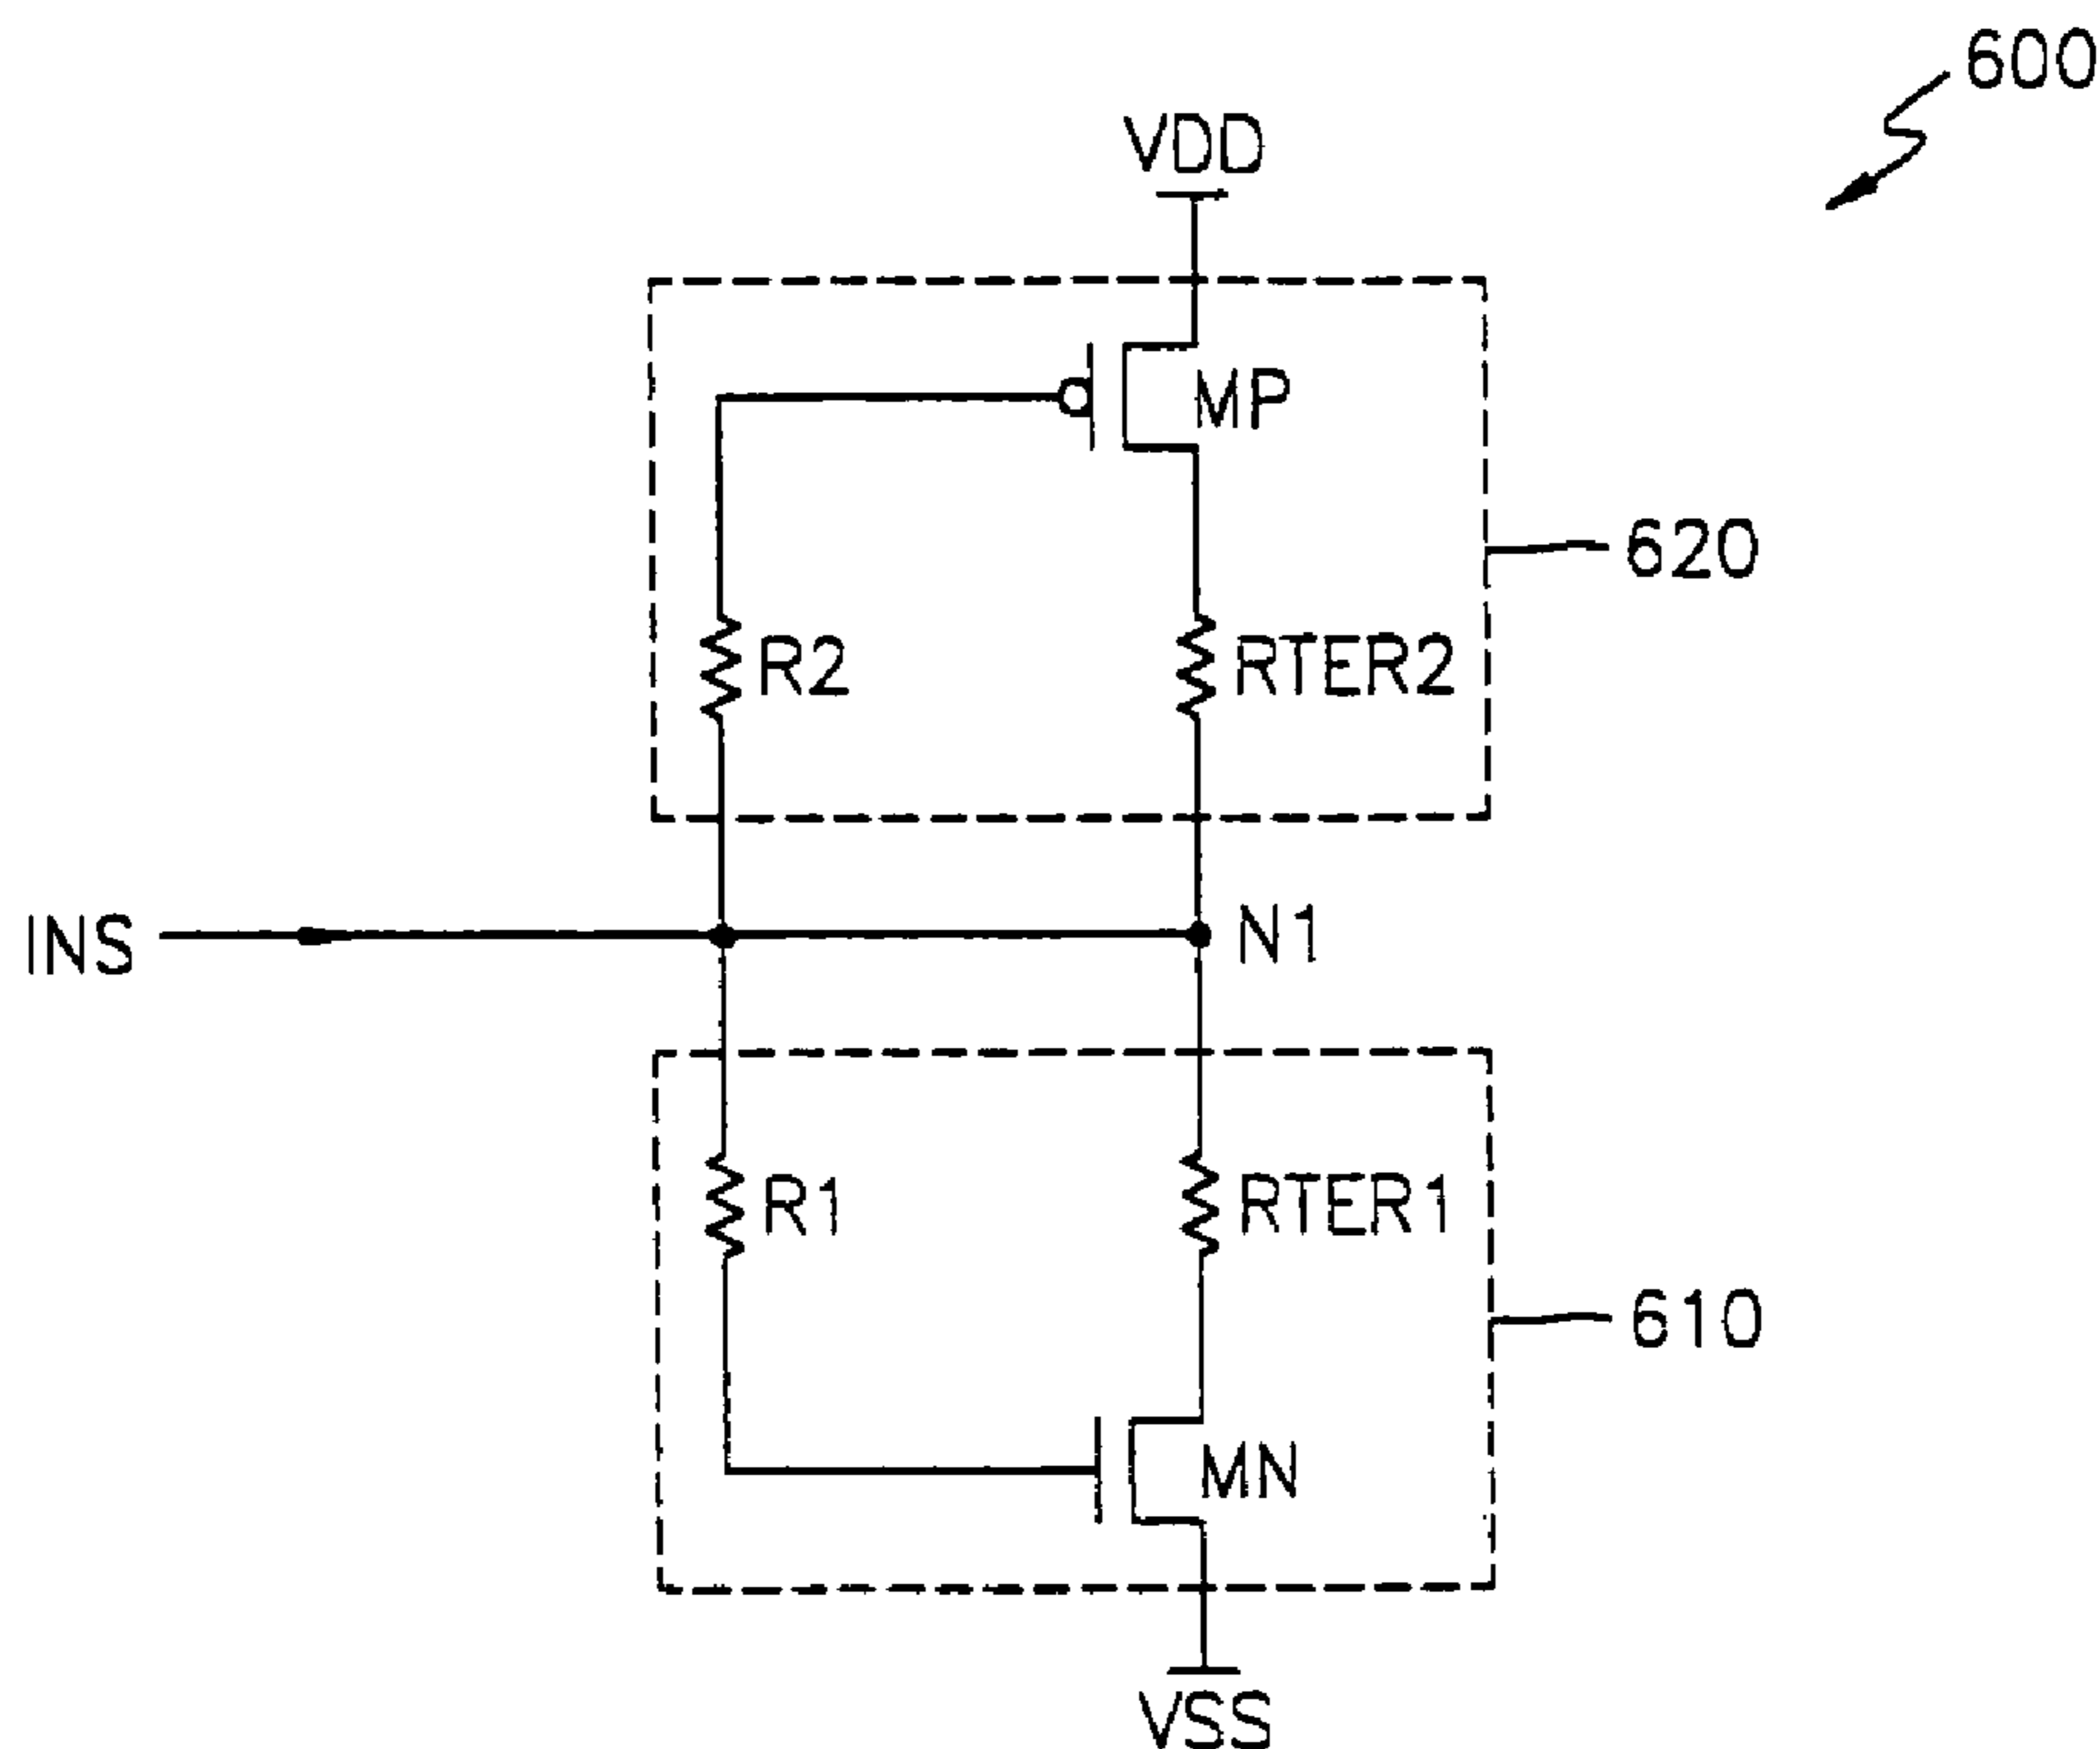 600
VDD
MP
620
R2
RTER2
INS
N1
R1
RTER1
610
MN
VSS